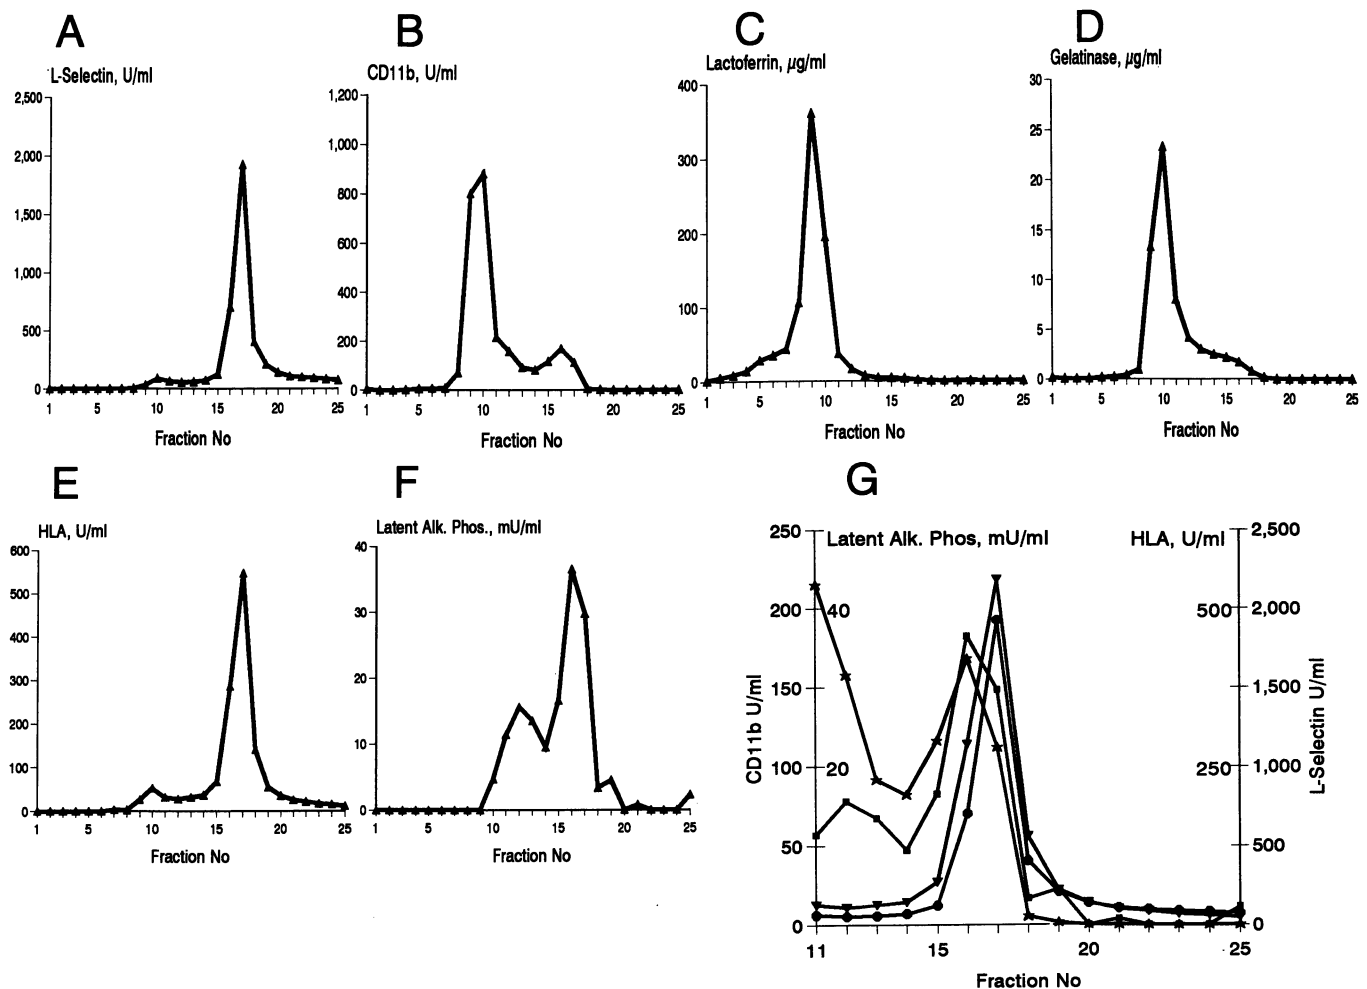 A
L-Selectin, U/ml
2,500
2,000
1,500
1,000
500
0
1 5 10 15 20 25
Fraction No
B
CD11b, U/ml
1,200
1,000
800
600
400
200
0
1 5 10 15 20 25
Fraction No
C
Lactoferrin, µg/ml
400
300
200
100
0
1 5 10 15 20 25
Fraction No
D
Gelatinase, µg/ml
30
25
20
15
10
5
0
1 5 10 15 20 25
Fraction No
E
HLA, U/ml
600
500
400
300
200
100
0
1 5 10 15 20 25
Fraction No
F
Latent Alk. Phos., mU/ml
40
30
20
10
0
1 5 10 15 20 25
Fraction No
G
Latent Alk. Phos, mU/ml
HLA, U/ml
CD11b U/ml
250
200
150
100
50
0
40
20
500
250
2,500
2,000
1,500
1,000
500
0
L-Selectin U/ml
11 15 20 25
Fraction No